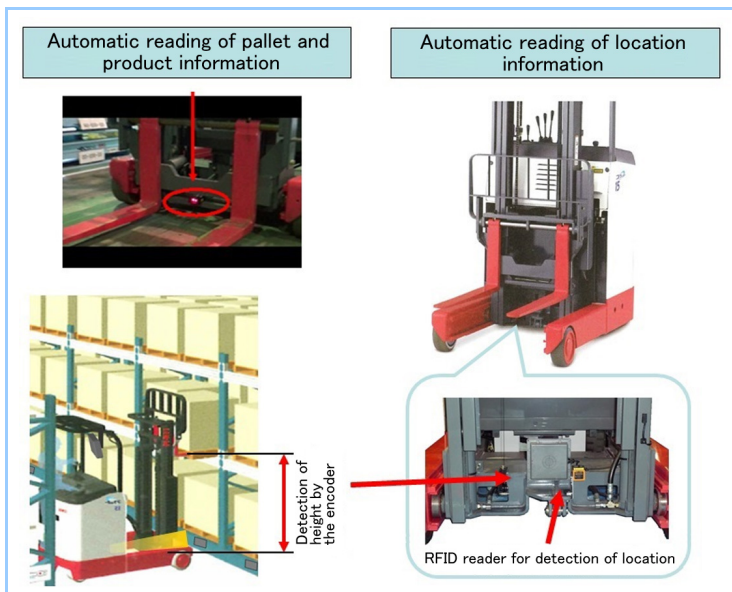 Automatic reading of pallet and
product information
Automatic reading of location
information
Detection of
height by
the encoder
RFID reader for detection of location